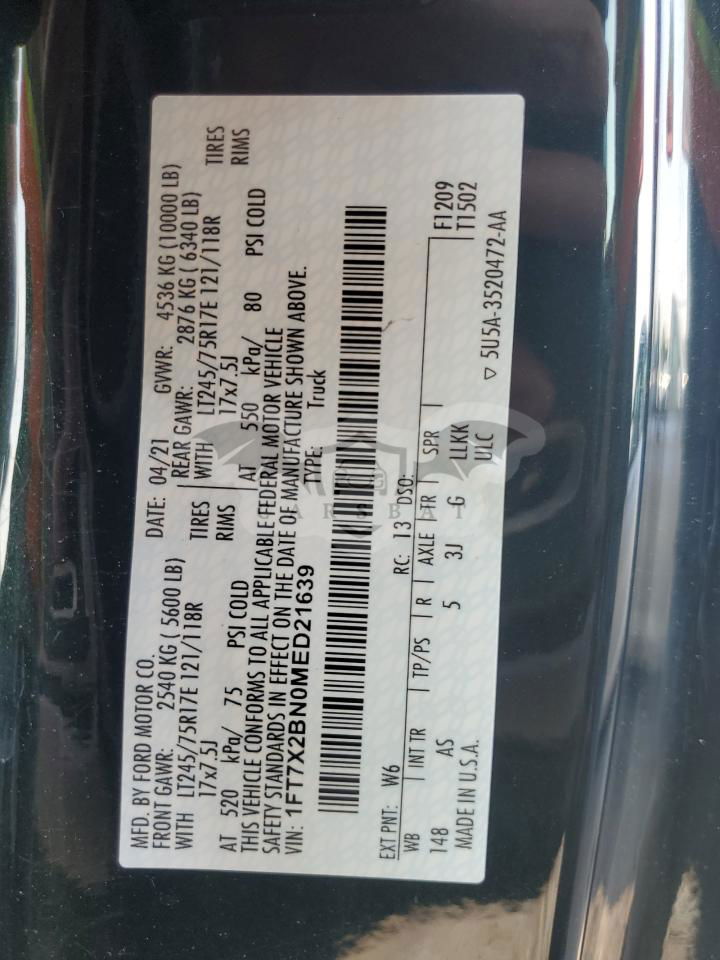 MFD. BY FORD MOTOR CO.
DATE: 04/21 GVWR: 4536 KG (10000 LB)
FRONT GAWR: 2540 KG ( 5600 LB) REAR GAWR: 2876 KG ( 6340 LB)
WITH LT245/75R17E 121/118R TIRES WITH LT245/75R17E 121/118R TIRES
17x7.5J RIMS 17x7.5J RIMS
AT 520 kPa/ 75 PSI COLD AT 550 kPa/ 80 PSI COLD
THIS VEHICLE CONFORMS TO ALL APPLICABLE FEDERAL MOTOR VEHICLE
SAFETY STANDARDS IN EFFECT ON THE DATE OF MANUFACTURE SHOWN ABOVE.
VIN: 1FT7X2BN0MED21639 TYPE: Truck
EXT PNT: W6 RC: 13 DSO: F1209
WB INT TR TP/PS R AXLE TR SPR T1502
148 AS 5 3J G LLKK
ULC
MADE IN U.S.A. ▽ 5U5A-3520472-AA